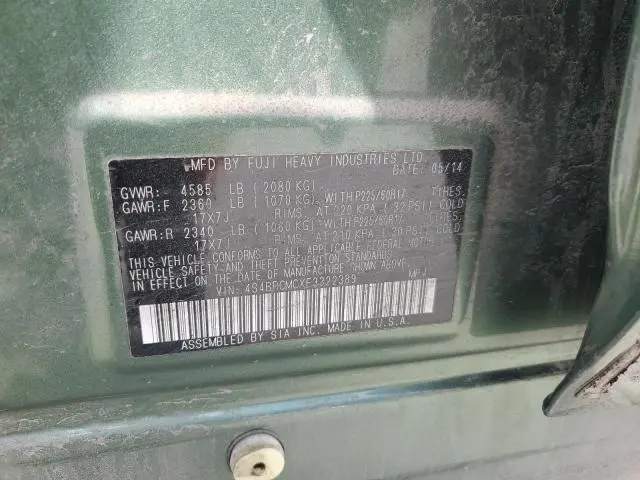 MFD BY FUJI HEAVY INDUSTRIES LTD.
DATE: 05/14
GVWR: 4585 LB (2080 KG)
GAWR:F 2360 LB (1070 KG) WITH P225/60R17 TIRES.
17X7J RIMS. AT 220 KPA (32 PSI) COLD
GAWR:R 2340 LB (1060 KG) WITH P225/60R17 TIRES.
17X7J RIMS. AT 210 KPA (30 PSI) COLD
THIS VEHICLE CONFORMS TO ALL APPLICABLE FEDERAL MOTOR
VEHICLE SAFETY AND THEFT PREVENTION STANDARDS
IN EFFECT ON THE DATE OF MANUFACTURE SHOWN ABOVE.
VIN: 4S4BRCMCXE3322389 MPJ
ASSEMBLED BY SIA INC. MADE IN U.S.A.